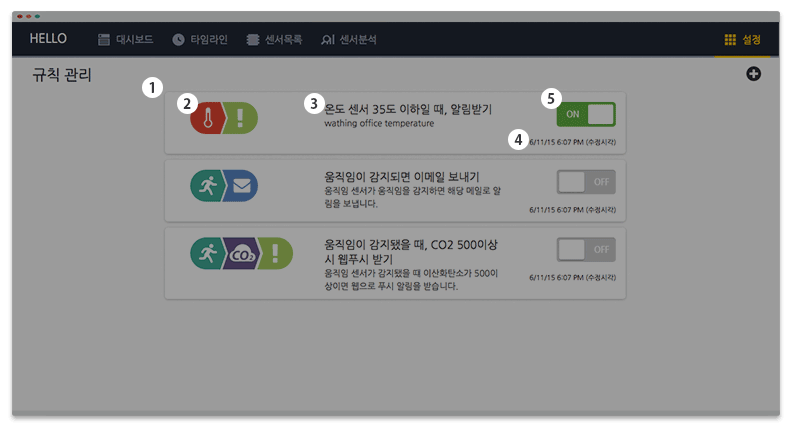 HELLO 대시보드 타임라인 센서목록 센서분석 설정
규칙 관리
1
2 3 온도 센서 35도 이하일 때, 알림받기 5
wathing office temperature ON
4 6/11/15 6:07 PM (수정시각)
움직임이 감지되면 이메일 보내기
움직임 센서가 움직임을 감지하면 해당 메일로 알
림을 보냅니다.
OFF
6/11/15 6:07 PM (수정시각)
CO₂
움직임이 감지됐을 때, CO2 500이상
시 웹푸시 받기
움직임 센서가 감지됐을 때 이산화탄소가 500이
상이면 웹으로 푸시 알림을 받습니다.
OFF
6/11/15 6:07 PM (수정시각)